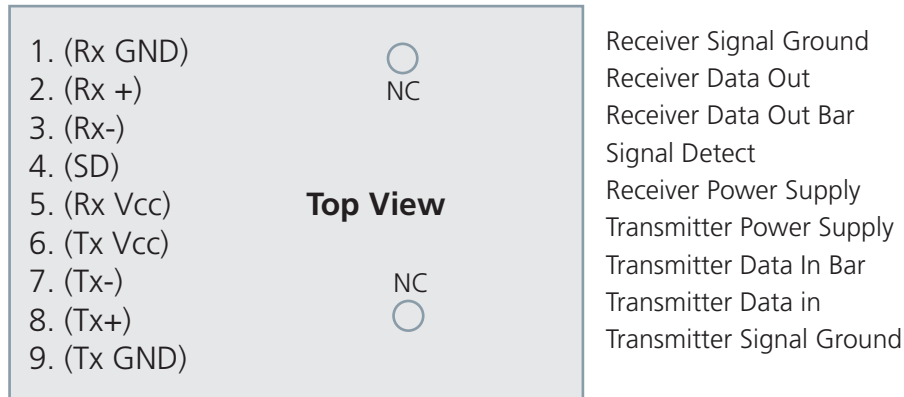 1. (Rx GND)
2. (Rx +)
NC
3. (Rx-)
4. (SD)
5. (Rx Vcc)
Top View
6. (Tx Vcc)
7. (Tx-)
NC
8. (Tx+)
9. (Tx GND)
Receiver Signal Ground
Receiver Data Out
Receiver Data Out Bar
Signal Detect
Receiver Power Supply
Transmitter Power Supply
Transmitter Data In Bar
Transmitter Data in
Transmitter Signal Ground